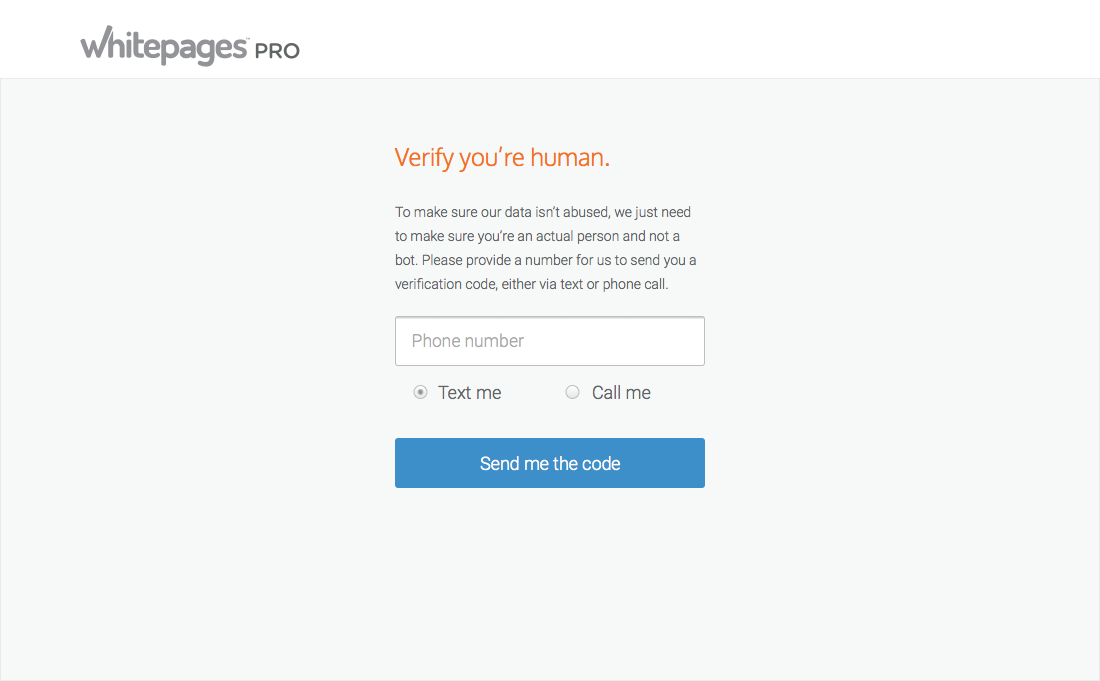 whitepages™ PRO
Verify you’re human.
To make sure our data isn’t abused, we just need
to make sure you’re an actual person and not a
bot. Please provide a number for us to send you a
verification code, either via text or phone call.
Phone number
Text me
Call me
Send me the code